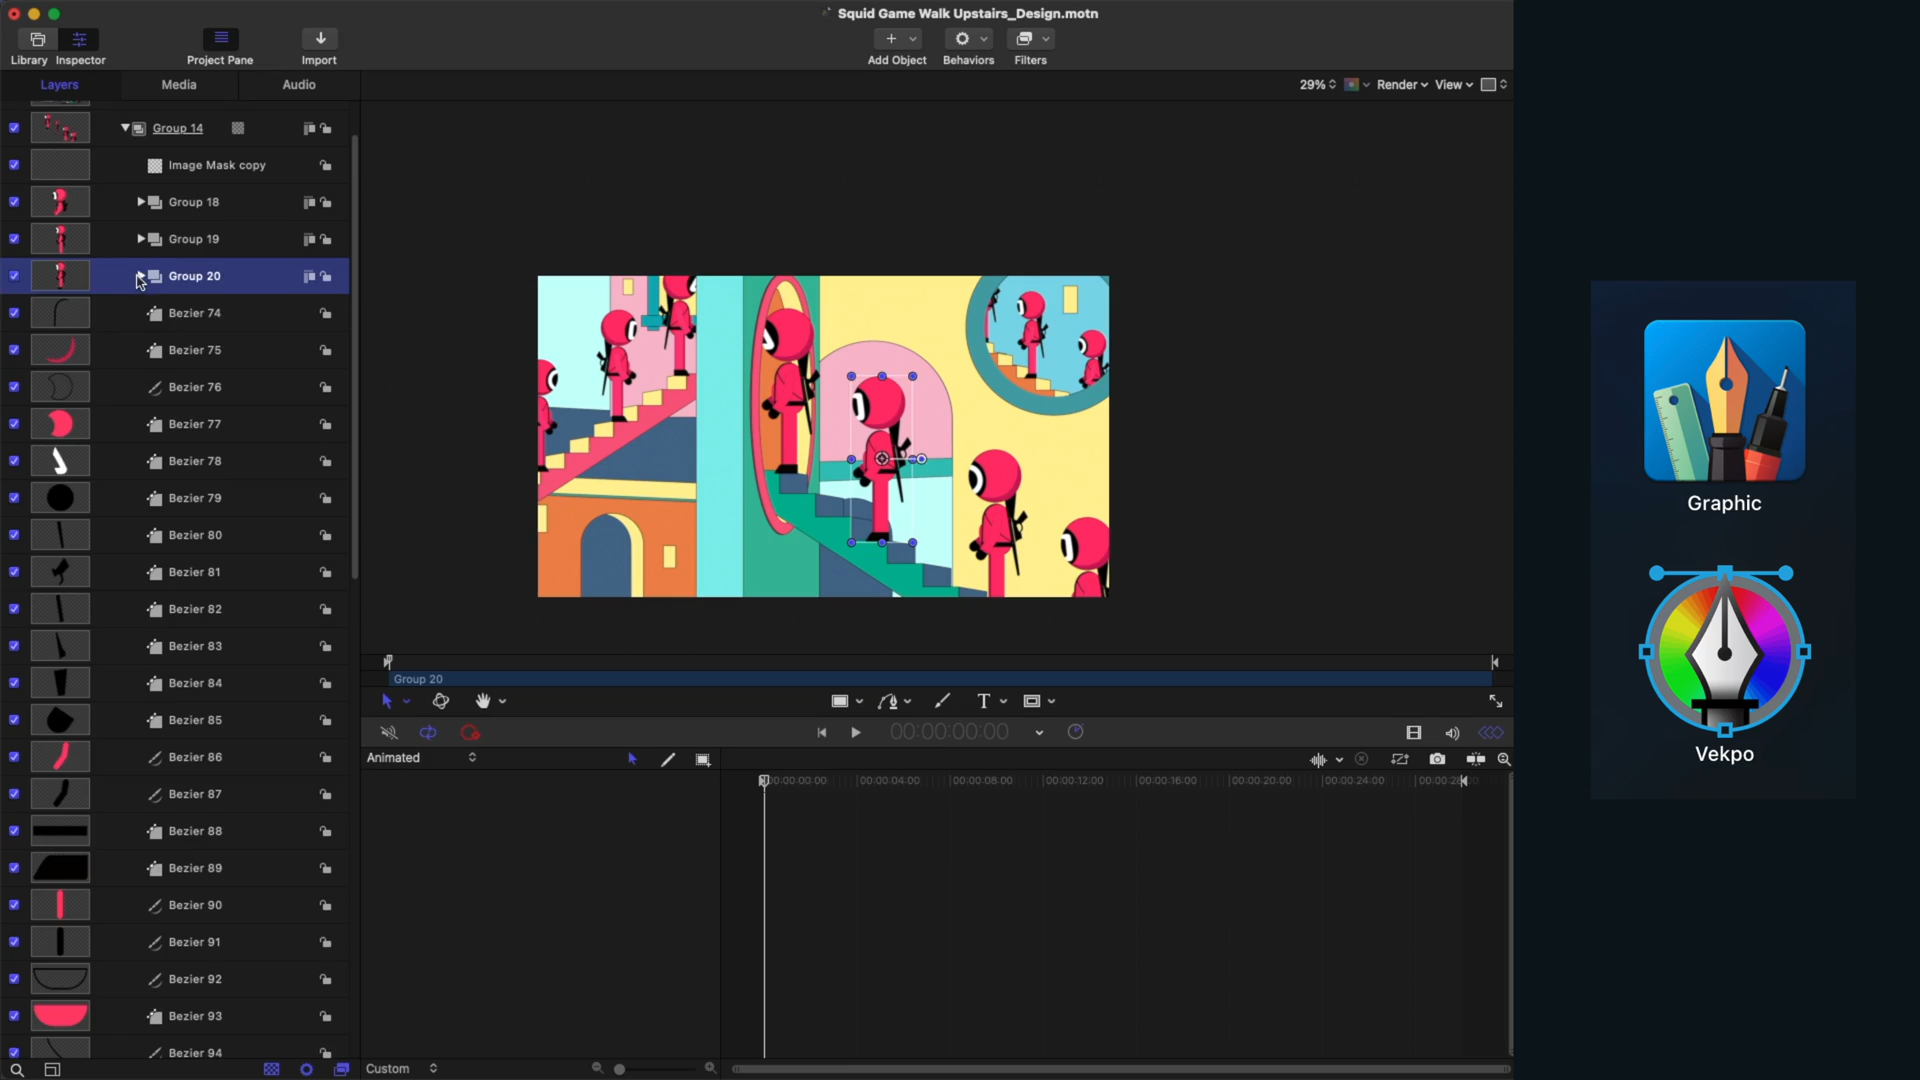 Squid Game Walk Upstairs_Design.motn
Library
Inspector
Project Pane
Import
Add Object
Behaviors
Filters
Layers
Media
Audio
29%
Render
View
Group 14
Image Mask copy
Group 18
Group 19
Group 20
Bezier 74
Bezier 75
Bezier 76
Bezier 77
Bezier 78
Bezier 79
Bezier 80
Bezier 81
Bezier 82
Bezier 83
Bezier 84
Bezier 85
Bezier 86
Bezier 87
Bezier 88
Bezier 89
Bezier 90
Bezier 91
Bezier 92
Bezier 93
Bezier 94
Group 20
T
00:00:00:00
Animated
00:00:04:00
00:00:08:00
00:00:12:00
00:00:16:00
00:00:20:00
00:00:24:00
Custom
Graphic
Vekpo